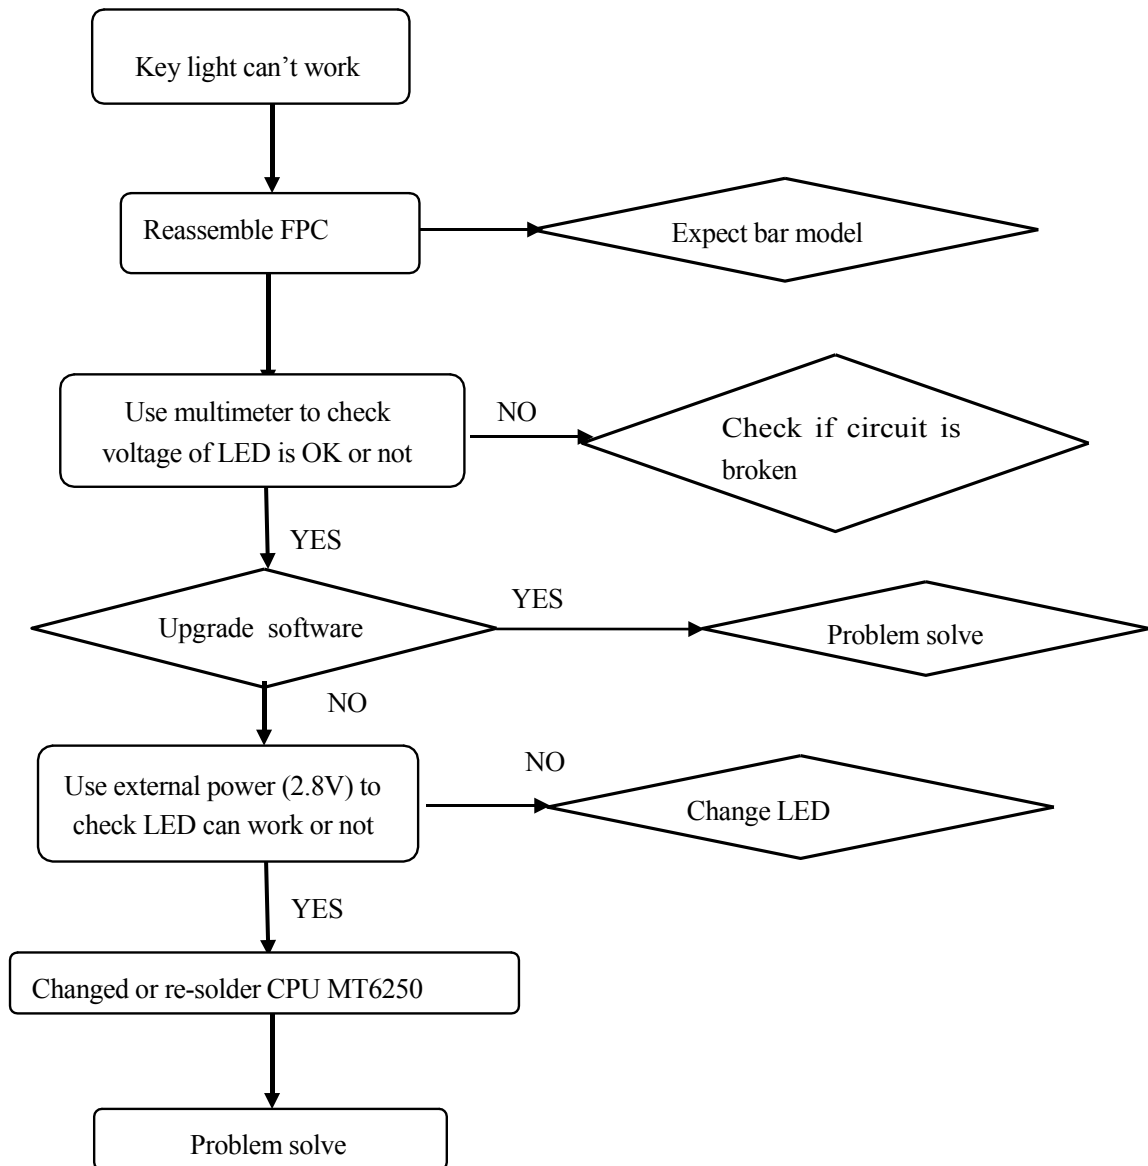 Key light can’t work
Reassemble FPC
Expect bar model
Use multimeter to check
voltage of LED is OK or not
NO
Check if circuit is
broken
YES
Upgrade software
YES
Problem solve
NO
Use external power (2.8V) to
check LED can work or not
NO
Change LED
YES
Changed or re-solder CPU MT6250
Problem solve